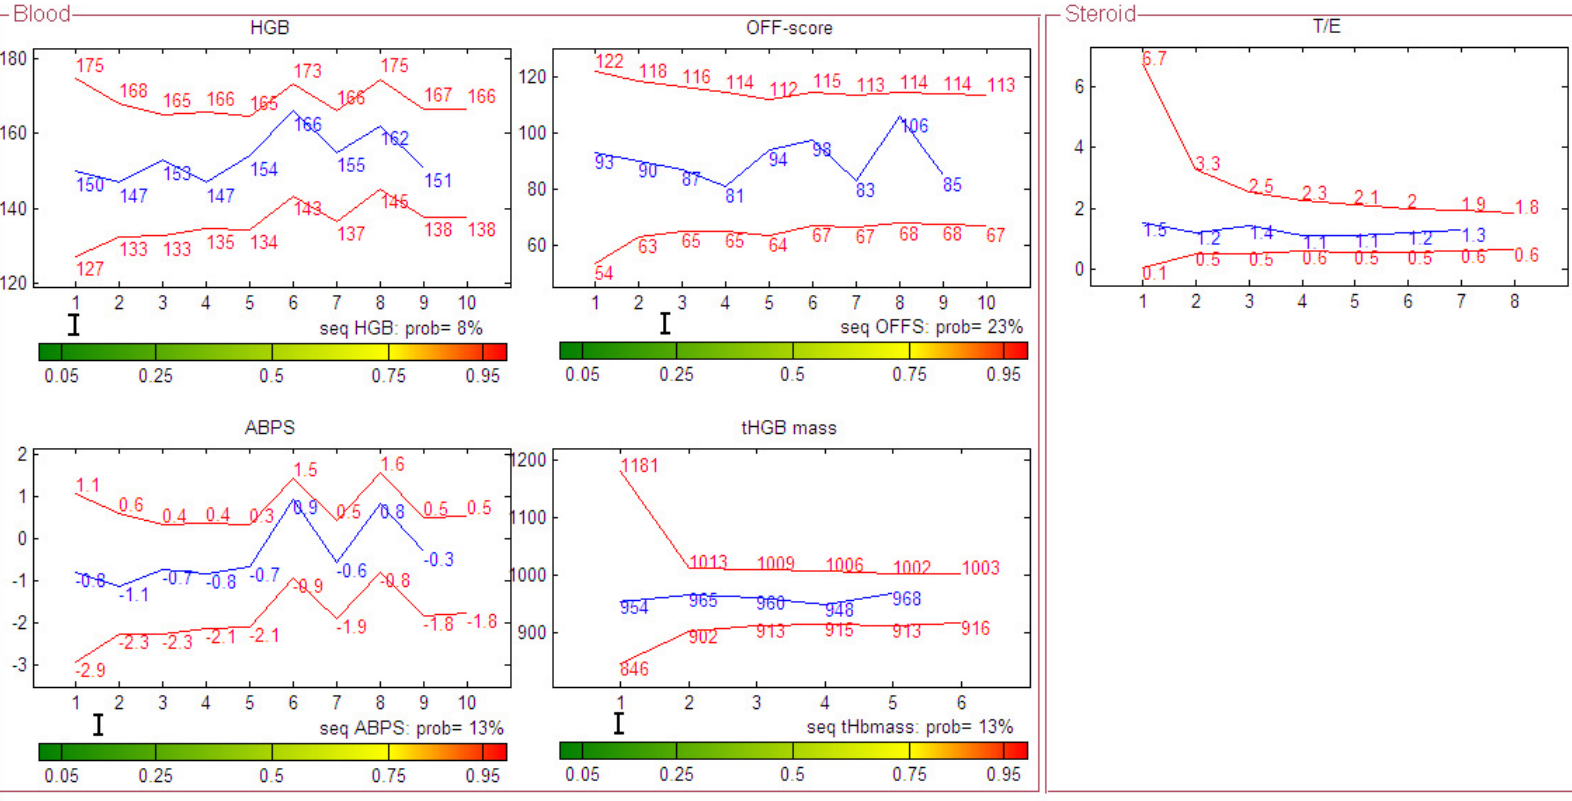 Blood
HGB
180
160
140
120
175 168 165 166 165 173 166 175 167 166
150 147 153 147 154 166 155 162 151
127 133 133 135 134 143 137 145 138 138
1 2 3 4 5 6 7 8 9 10
seq HGB: prob= 8%
0.05 0.25 0.5 0.75 0.95
OFF-score
120
100
80
60
122 118 116 114 112 115 113 114 114 113
93 90 87 81 94 98 83 106 85
54 63 65 65 64 67 67 68 68 67
1 2 3 4 5 6 7 8 9 10
seq OFFS: prob= 23%
0.05 0.25 0.5 0.75 0.95
ABPS
2
1
0
-1
-2
-3
1.1 0.6 0.4 0.4 0.3 1.5 0.5 1.6 0.5 0.5
-0.8 -1.1 -0.7 -0.8 -0.7 0.9 -0.6 0.8 -0.3
-2.9 -2.3 -2.3 -2.1 -2.1 -0.9 -1.9 -0.8 -1.8 -1.8
1 2 3 4 5 6 7 8 9 10
seq ABPS: prob= 13%
0.05 0.25 0.5 0.75 0.95
tHGB mass
1200
1100
1000
900
1181 1013 1009 1006 1002 1003
954 965 960 948 968
846 902 913 915 913 916
1 2 3 4 5 6
seq tHbmass: prob= 13%
0.05 0.25 0.5 0.75 0.95
Steroid
T/E
6
4
2
0
6.7 3.3 2.5 2.3 2.1 2 1.9 1.8
1.5 1.2 1.4 1.1 1.1 1.2 1.3
0.1 0.5 0.5 0.6 0.5 0.5 0.6 0.6
1 2 3 4 5 6 7 8